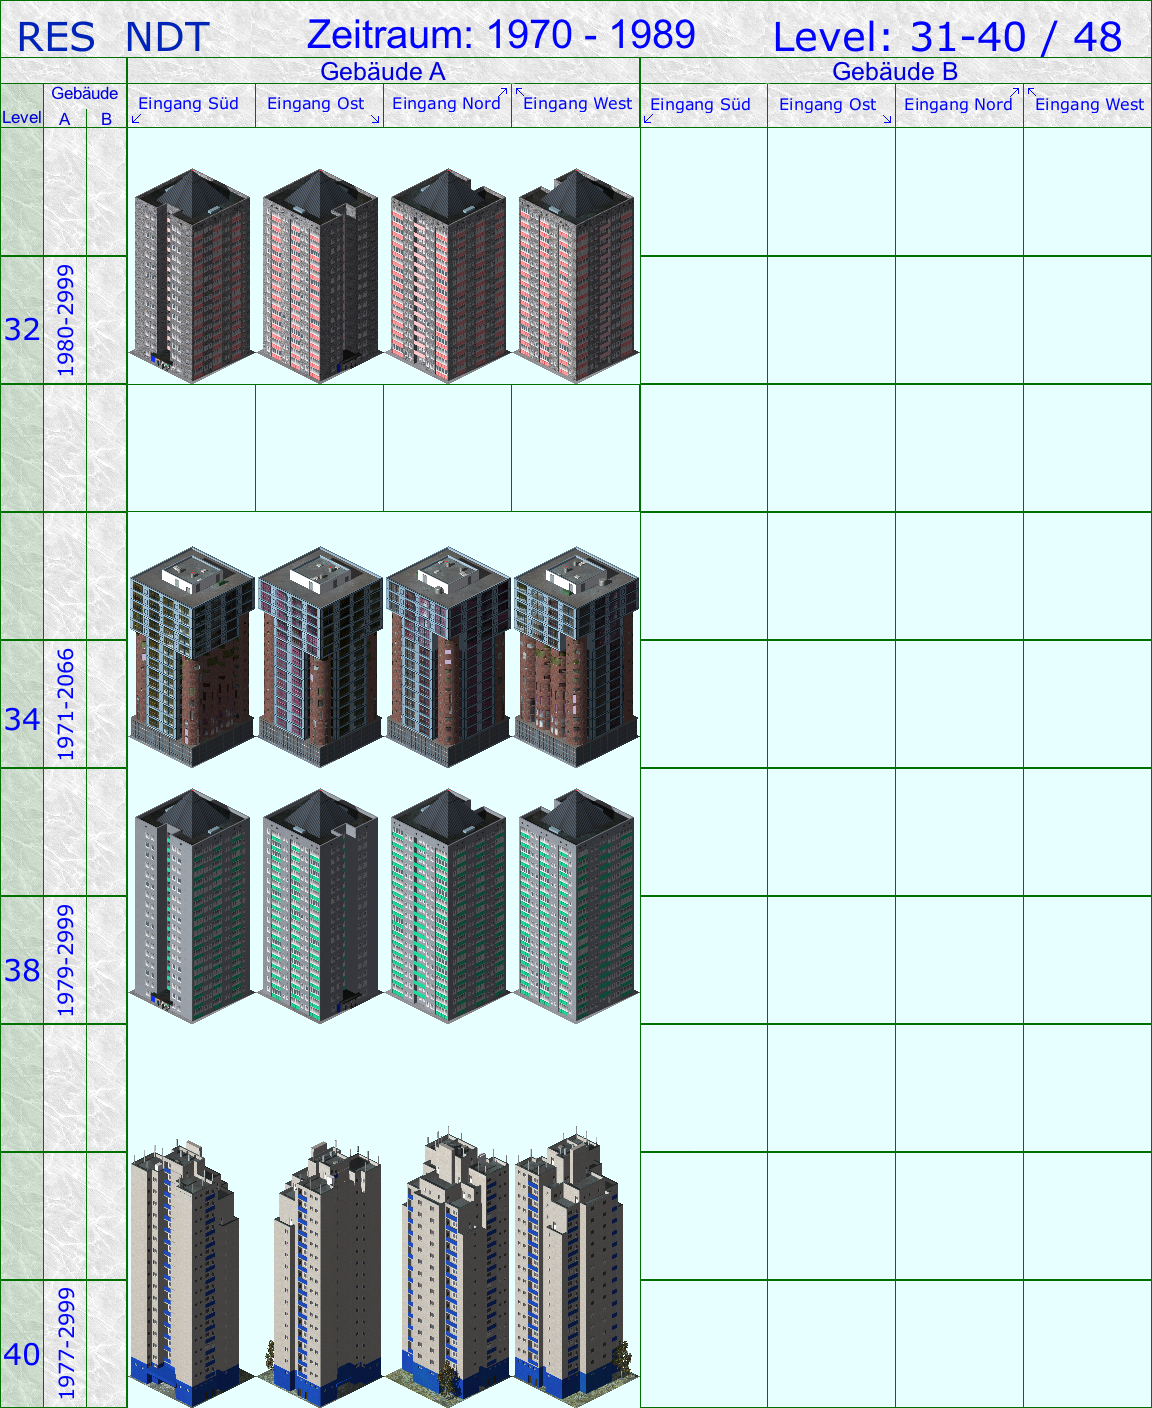 RES NDT Zeitraum: 1970 - 1989 Level: 31-40 / 48
Gebäude A Gebäude B
Level Gebäude A B Eingang Süd Eingang Ost Eingang Nord Eingang West Eingang Süd Eingang Ost Eingang Nord Eingang West
32 1980-2999
34 1971-2066
38 1979-2999
40 1977-2999